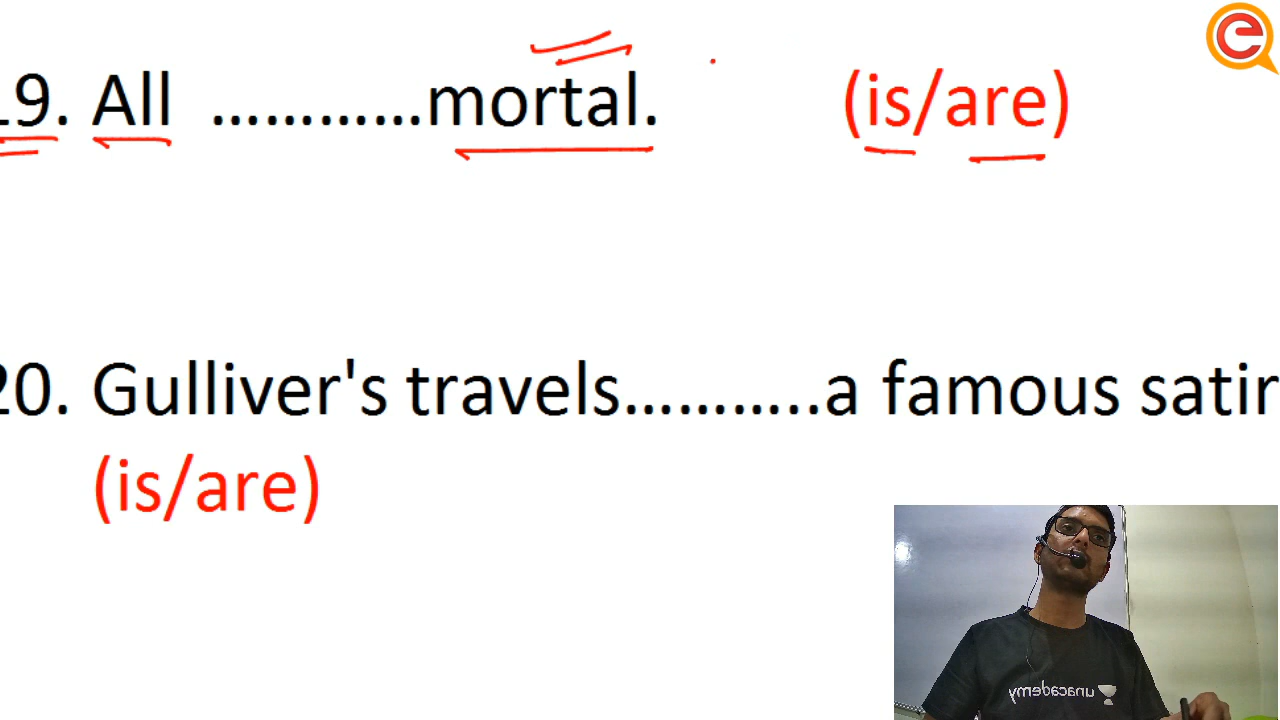 19. All ............mortal. (is/are)
20. Gulliver's travels...........a famous satir
(is/are)
unacademy